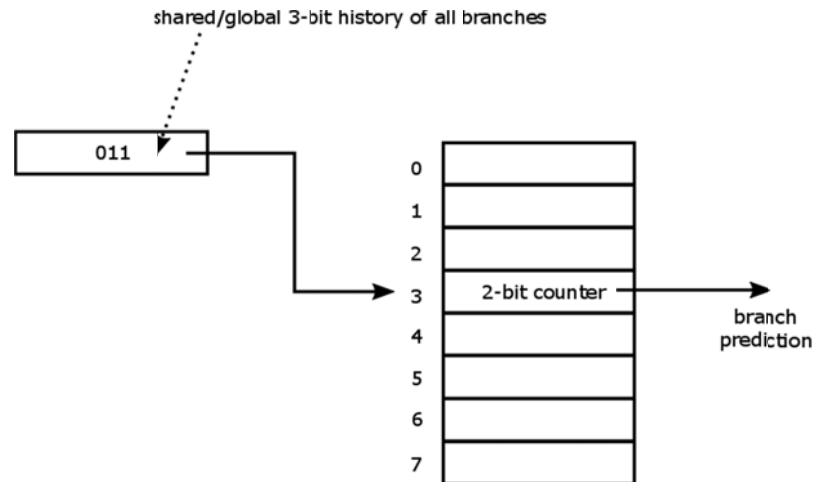 shared/global 3-bit history of all branches
011
0
1
2
3
2-bit counter
branch
prediction
4
5
6
7